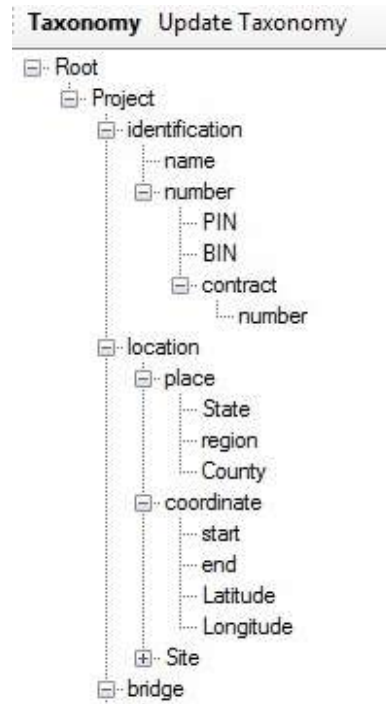 Taxonomy Update Taxonomy
Root
Project
identification
name
number
PIN
BIN
contract
number
location
place
State
region
County
coordinate
start
end
Latitude
Longitude
Site
bridge